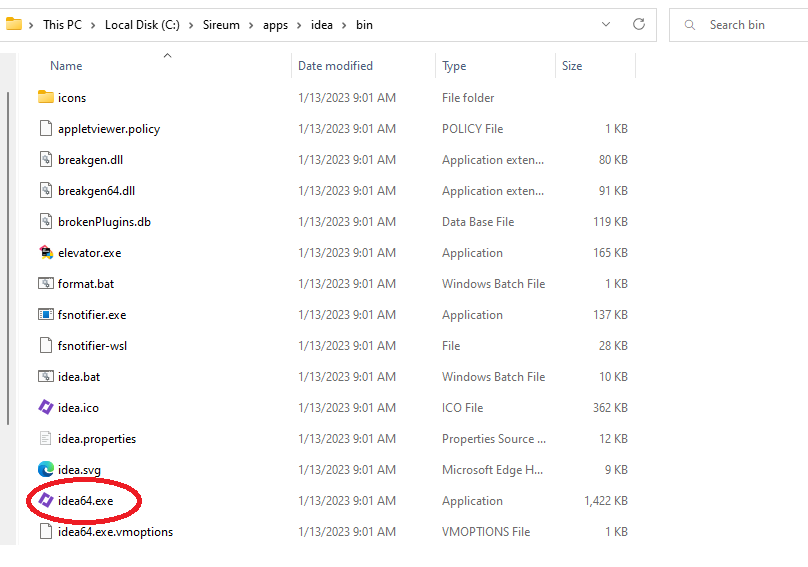 This PC > Local Disk (C:) > Sireum > apps > idea > bin Search bin
Name Date modified Type Size
icons 1/13/2023 9:01 AM File folder
appletviewer.policy 1/13/2023 9:01 AM POLICY File 1 KB
breakgen.dll 1/13/2023 9:01 AM Application exten... 80 KB
breakgen64.dll 1/13/2023 9:01 AM Application exten... 91 KB
brokenPlugins.db 1/13/2023 9:01 AM Data Base File 119 KB
elevator.exe 1/13/2023 9:01 AM Application 165 KB
format.bat 1/13/2023 9:01 AM Windows Batch File 1 KB
fsnotifier.exe 1/13/2023 9:01 AM Application 137 KB
fsnotifier-wsl 1/13/2023 9:01 AM File 28 KB
idea.bat 1/13/2023 9:01 AM Windows Batch File 10 KB
idea.ico 1/13/2023 9:01 AM ICO File 362 KB
idea.properties 1/13/2023 9:01 AM Properties Source ... 12 KB
idea.svg 1/13/2023 9:01 AM Microsoft Edge H... 9 KB
idea64.exe 1/13/2023 9:01 AM Application 1,422 KB
idea64.exe.vmoptions 1/13/2023 9:01 AM VMOPTIONS File 1 KB